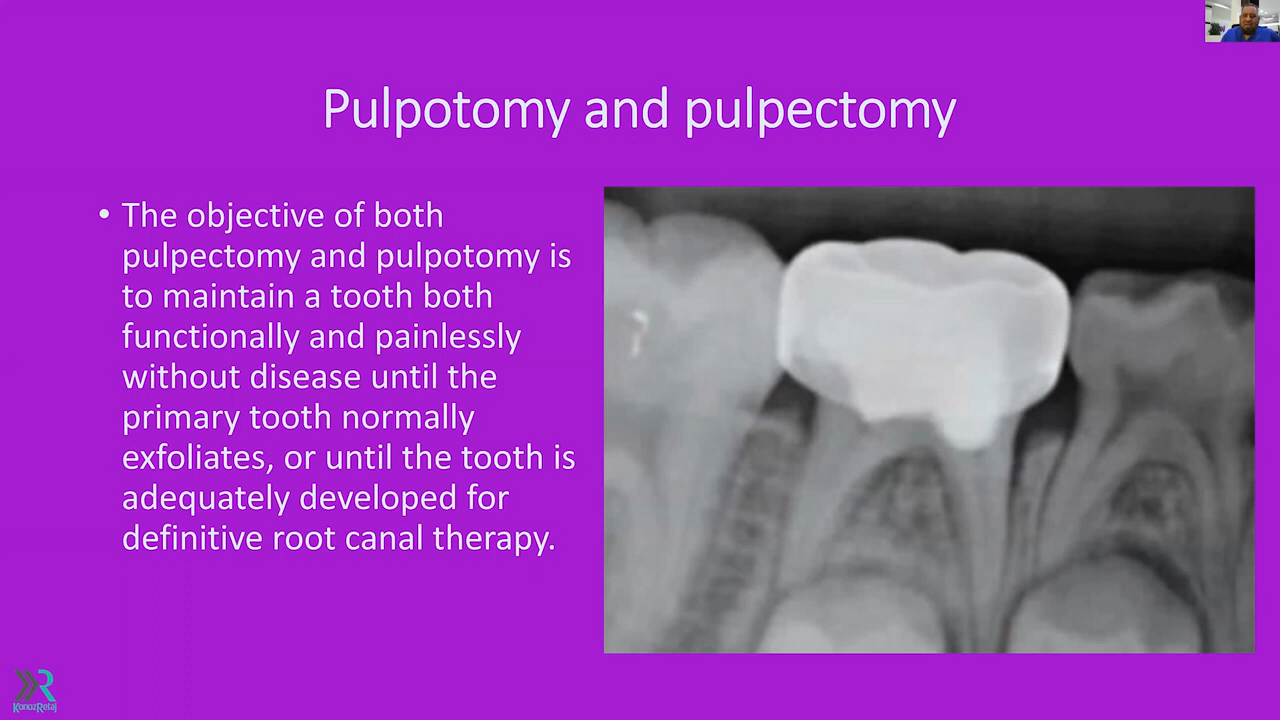 Pulpotomy and pulpectomy
• The objective of both
pulpectomy and pulpotomy is
to maintain a tooth both
functionally and painlessly
without disease until the
primary tooth normally
exfoliates, or until the tooth is
adequately developed for
definitive root canal therapy.
KonozRetaj